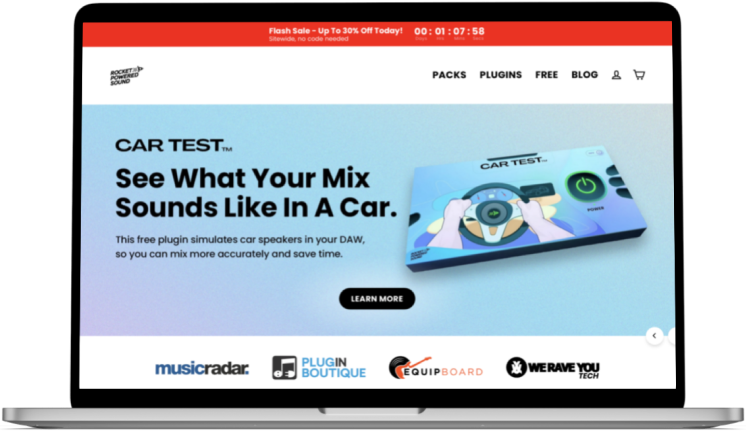 Flash Sale - Up To 30% Off Today!
Sitewide, no code needed
00 : 01 : 07 : 58
Days Hrs Mins Secs
ROCKET
POWERED
SOUND
PACKS PLUGINS FREE BLOG
CAR TEST™
See What Your Mix
Sounds Like In A Car.
This free plugin simulates car speakers in your DAW,
so you can mix more accurately and save time.
LEARN MORE
CAR TEST™
POWER
ROCKET
POWERED
SOUND
musicradar.
PLUGIN
BOUTIQUE
EQUIPBOARD
WE RAVE YOU
TECH